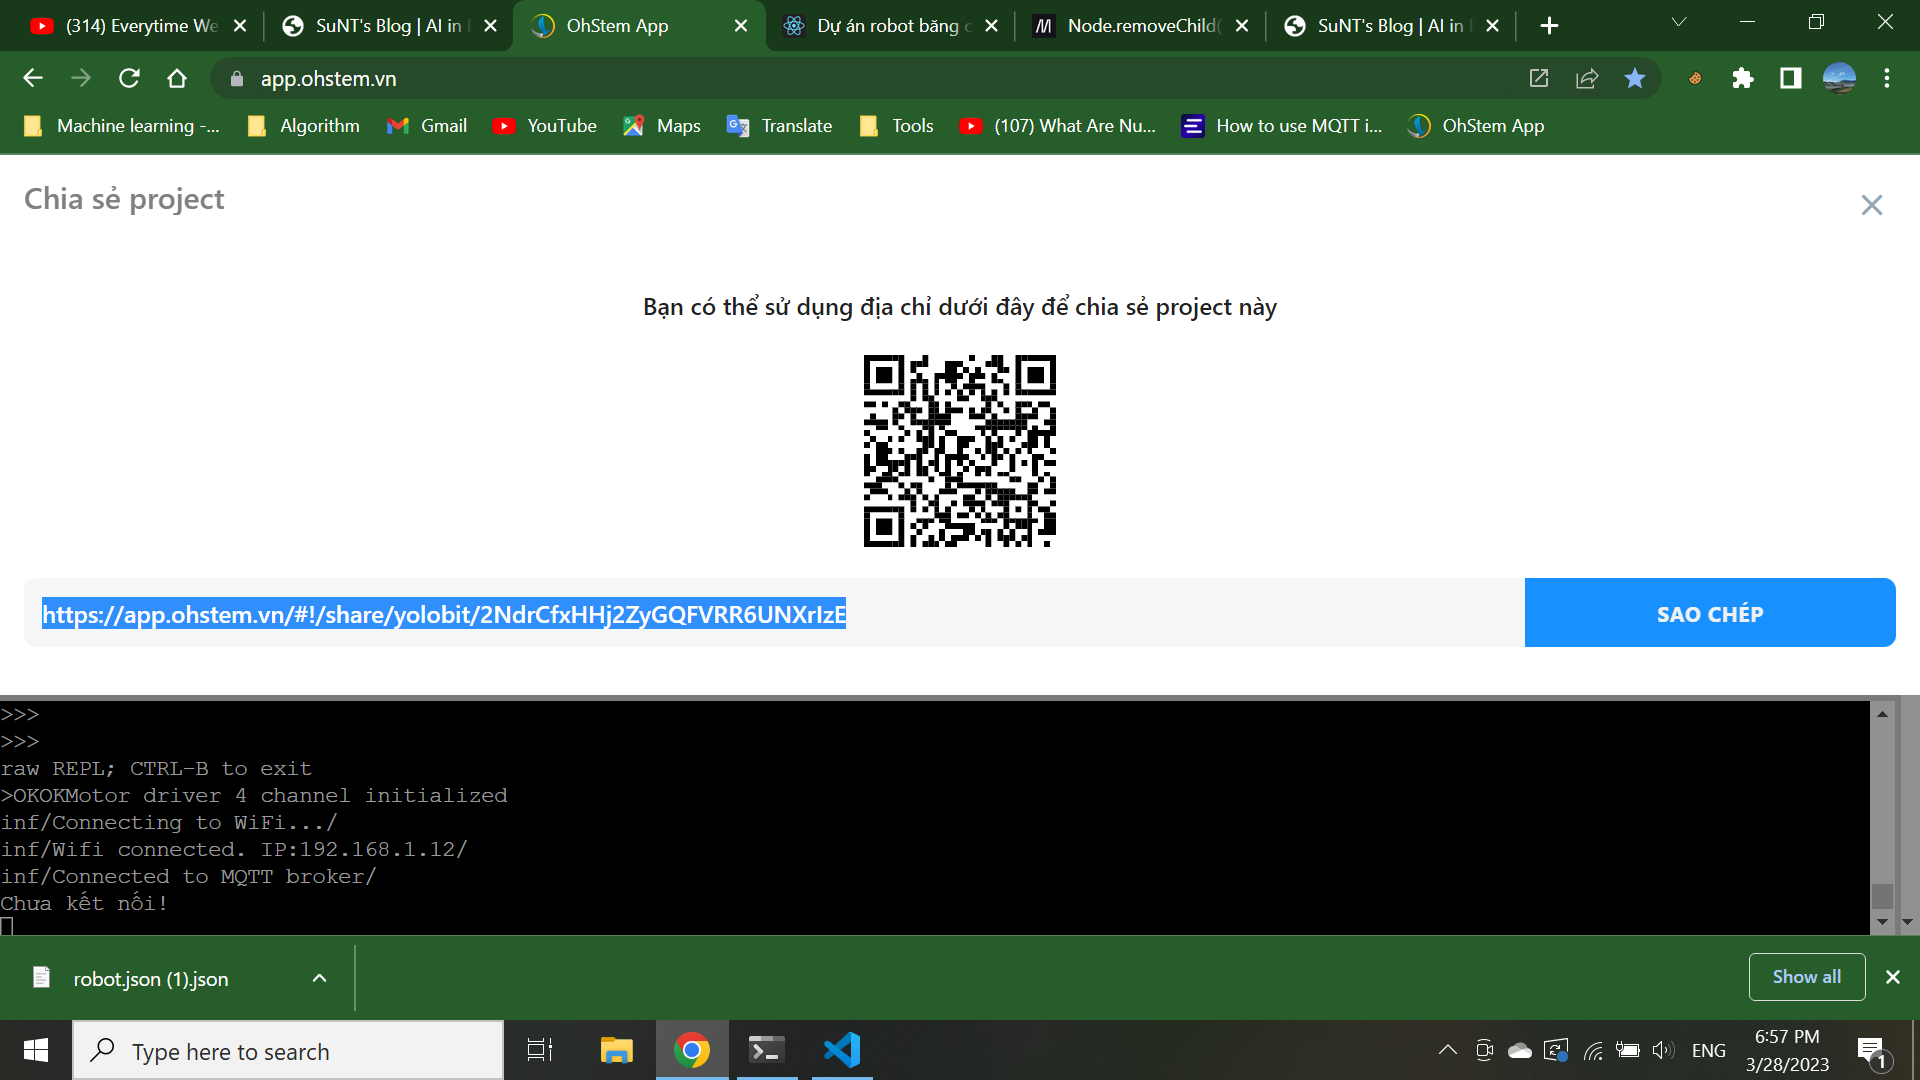 (314) Everytime We
SuNT's Blog | AI in
OhStem App
Dự án robot băng c
Node.removeChild(
SuNT's Blog | AI in
app.ohstem.vn
Machine learning -...
Algorithm
Gmail
YouTube
Maps
Translate
Tools
(107) What Are Nu...
How to use MQTT i...
OhStem App
Chia sẻ project
Bạn có thể sử dụng địa chỉ dưới đây để chia sẻ project này
https://app.ohstem.vn/#!/share/yolobit/2NdrCfxHHj2ZyGQFVRR6UNXrIzE
SAO CHÉP
>>>
>>>
raw REPL; CTRL-B to exit
>OKOKMotor driver 4 channel initialized
inf/Connecting to WiFi.../
inf/Wifi connected. IP:192.168.1.12/
inf/Connected to MQTT broker/
Chưa kết nối!
robot.json (1).json
Show all
Type here to search
ENG
6:57 PM
3/28/2023
1